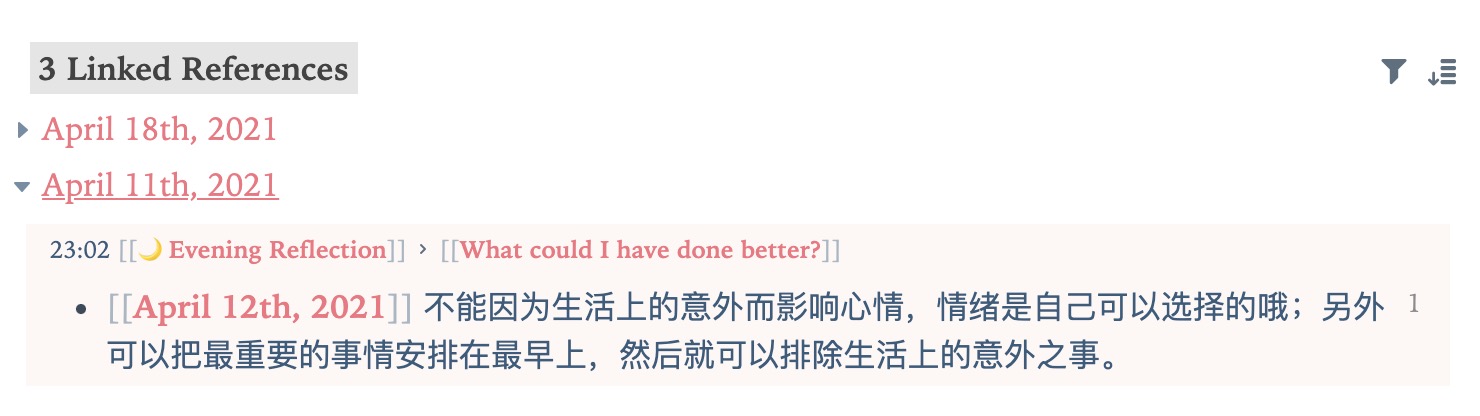 3 Linked References
April 18th, 2021
April 11th, 2021
23:02 [[🌙 Evening Reflection]] › [[What could I have done better?]]
[[April 12th, 2021]] 不能因为生活上的意外而影响心情，情绪是自己可以选择的哦；另外 1
可以把最重要的事情安排在最早上，然后就可以排除生活上的意外之事。